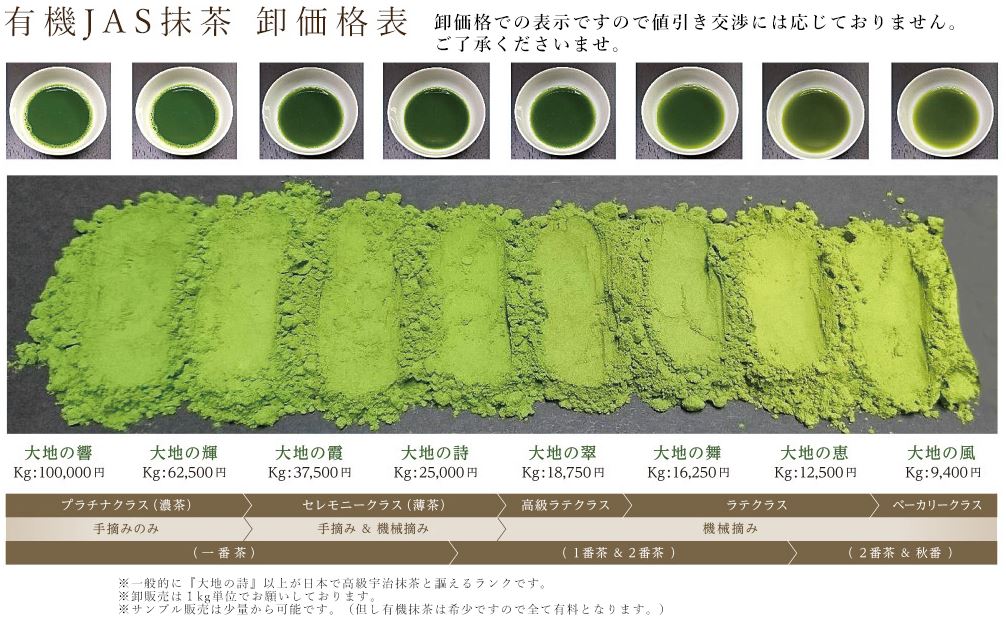 有機JAS抹茶 卸価格表
卸価格での表示ですので値引き交渉には応じておりません。
ご了承くださいませ。
大地の響 大地の輝 大地の霞 大地の詩 大地の翠 大地の舞 大地の恵 大地の風
Kg:100,000円 Kg:62,500円 Kg:37,500円 Kg:25,000円 Kg:18,750円 Kg:16,250円 Kg:12,500円 Kg:9,400円
プラチナクラス(濃茶) セレモニークラス(薄茶) 高級ラテクラス ラテクラス ベーカリークラス
手摘みのみ 手摘み & 機械摘み 機械摘み
(一番茶) (1番茶 & 2番茶) (2番茶 & 秋番)
※一般的に『大地の詩』以上が日本で高級宇治抹茶と謳えるランクです。
※卸販売は1kg単位でお願いしております。
※サンプル販売は少量から可能です。(但し有機抹茶は希少ですので全て有料となります。)